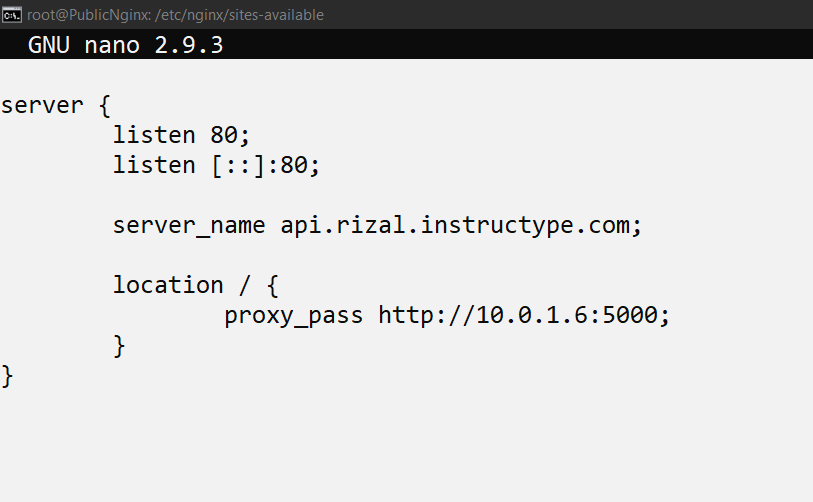 root@PublicNginx: /etc/nginx/sites-available
GNU nano 2.9.3
server {
listen 80;
listen [::]:80;
server_name api.rizal.instructype.com;
location / {
proxy_pass http://10.0.1.6:5000;
}
}